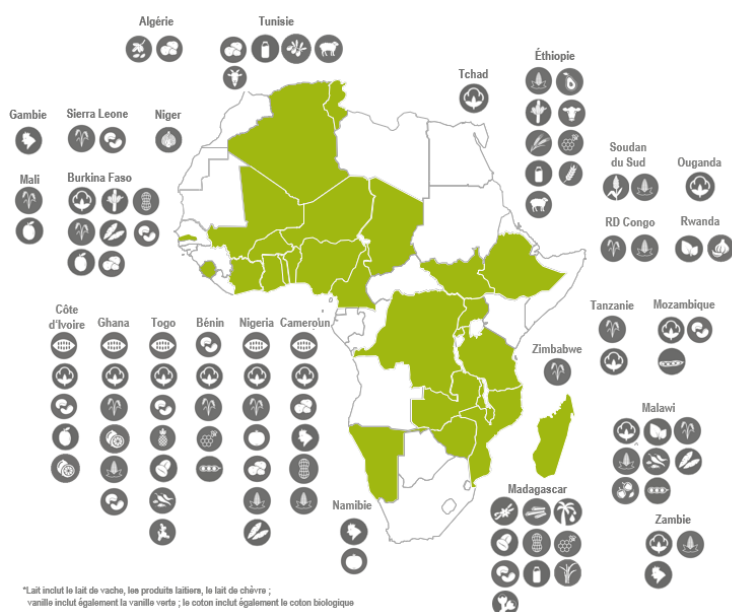 Algérie
Tunisie
Tchad
Éthiopie
Gambie
Sierra Leone
Niger
Soudan
du Sud
Ouganda
Mali
Burkina Faso
RD Congo
Rwanda
Côte
d'Ivoire
Ghana
Togo
Bénin
Nigeria
Camerolun
Tanzanie
Mozambique
Zimbabwe
Malawi
Namibie
Madagascar
Zambie
*Lait inclut le lait de vache, les produits laitiers, le lait de chèvre ;
vanille inclut également la vanille verte ; le coton inclut également le coton biologique